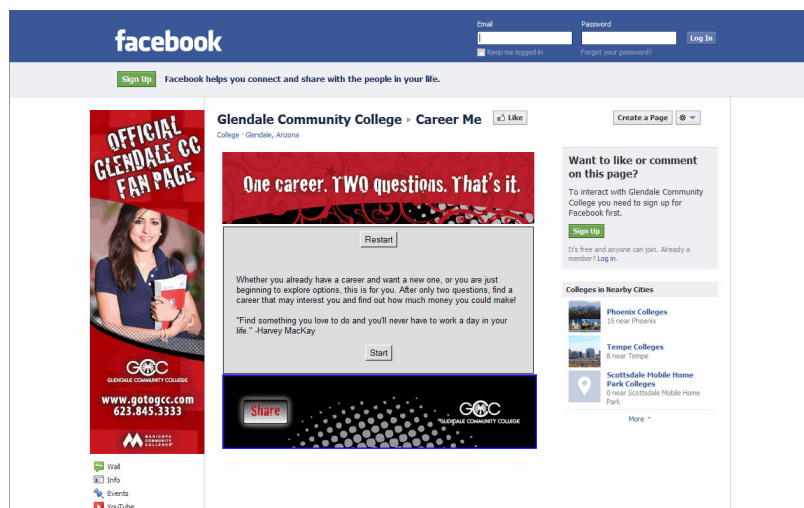 facebook
Email
Password
Log In
Keep me logged in
Forgot your password?
Sign Up
Facebook helps you connect and share with the people in your life.
OFFICIAL
GLENDALE CC
FAN PAGE
GCC
GLENDALE COMMUNITY COLLEGE
www.gotogcc.com
623.845.3333
MARICOPA
COMMUNITY
COLLEGES
Wall
Info
Events
YouTube
Glendale Community College ▸ Career Me
Like
College · Glendale, Arizona
One career. TWO questions. That's it.
Restart
Whether you already have a career and want a new one, or you are just
beginning to explore options, this is for you. After only two questions, find a
career that may interest you and find out how much money you could make!
"Find something you love to do and you'll never have to work a day in your
life." -Harvey MacKay
Start
Share
GCC
GLENDALE COMMUNITY COLLEGE
Create a Page
Want to like or comment
on this page?
To interact with Glendale Community
College you need to sign up for
Facebook first.
Sign Up
It's free and anyone can join. Already a
member? Log in.
Colleges in Nearby Cities
Phoenix Colleges
15 near Phoenix
Tempe Colleges
8 near Tempe
Scottsdale Mobile Home
Park Colleges
0 near Scottsdale Mobile Home
Park
More